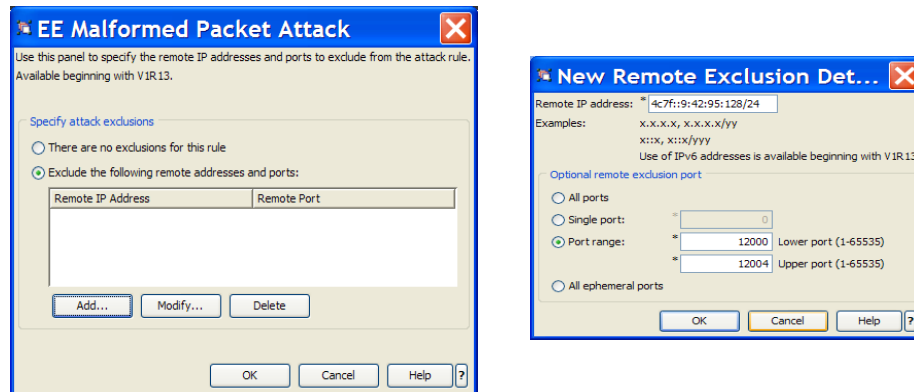 EE Malformed Packet Attack
Use this panel to specify the remote IP addresses and ports to exclude from the attack rule.
Available beginning with V1R13.
Specify attack exclusions
There are no exclusions for this rule
Exclude the following remote addresses and ports:
Remote IP Address Remote Port
Add... Modify... Delete
OK Cancel Help ?
New Remote Exclusion Det...
Remote IP address: * 4c7f::9:42:95:128/24
Examples: x.x.x.x, x.x.x.x/yy
x::x, x::x/yyy
Use of IPv6 addresses is available beginning with V1R13
Optional remote exclusion port
All ports
Single port: * 0
Port range: * 12000 Lower port (1-65535)
* 12004 Upper port (1-65535)
All ephemeral ports
OK Cancel Help ?